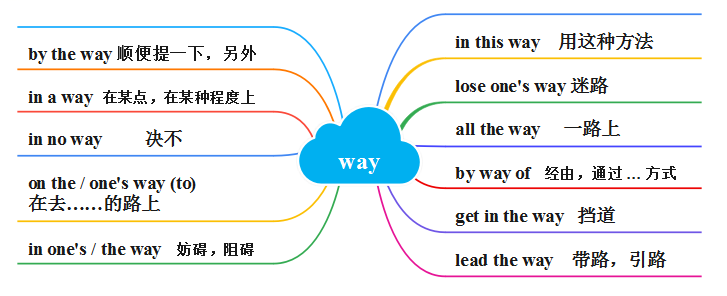 by the way 顺便提一下，另外
in a way 在某点，在某种程度上
in no way 决不
on the / one's way (to)
在去……的路上
in one's / the way 妨碍，阻碍
way
in this way 用这种方法
lose one's way 迷路
all the way 一路上
by way of 经由，通过 ... 方式
get in the way 挡道
lead the way 带路，引路